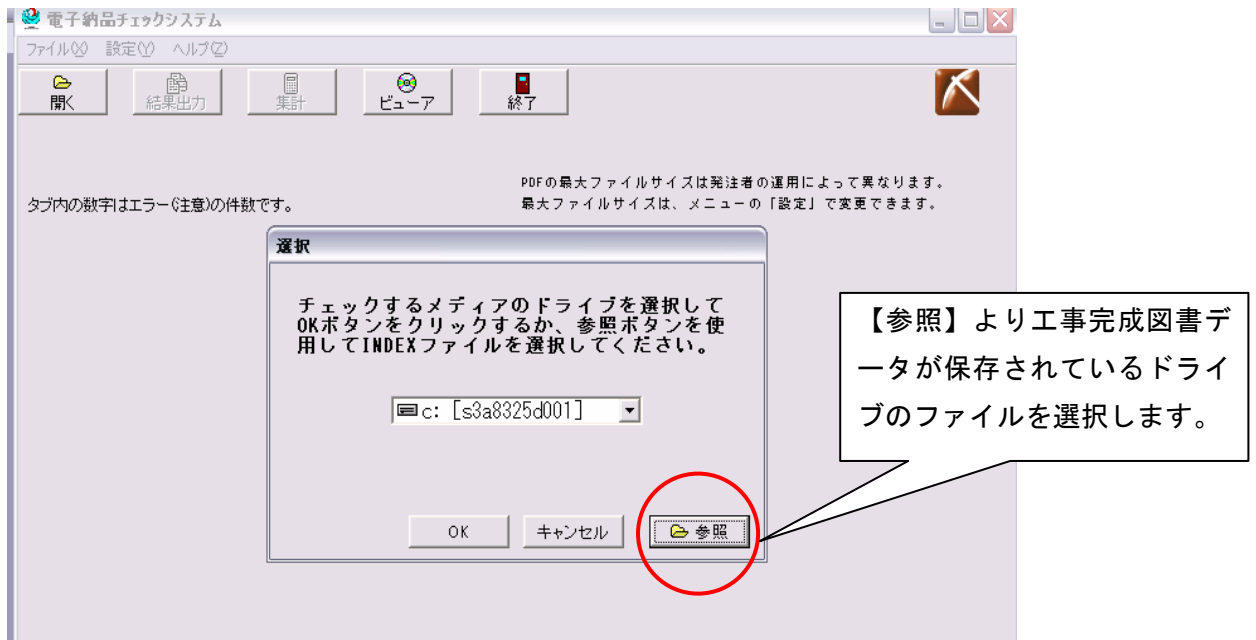 電子納品チェックシステム
ファイル(X) 設定(Y) ヘルプ(Z)
開く 結果出力 集計 ビューア 終了
PDFの最大ファイルサイズは発注者の運用によって異なります。
タブ内の数字はエラー(注意)の件数です。
最大ファイルサイズは、メニューの「設定」で変更できます。
選択
チェックするメディアのドライブを選択して
OKボタンをクリックするか、参照ボタンを使
用してINDEXファイルを選択してください。
c: [s3a8325d001]
OK キャンセル 参照
【参照】より工事完成図書デ
ータが保存されているドライ
ブのファイルを選択します。